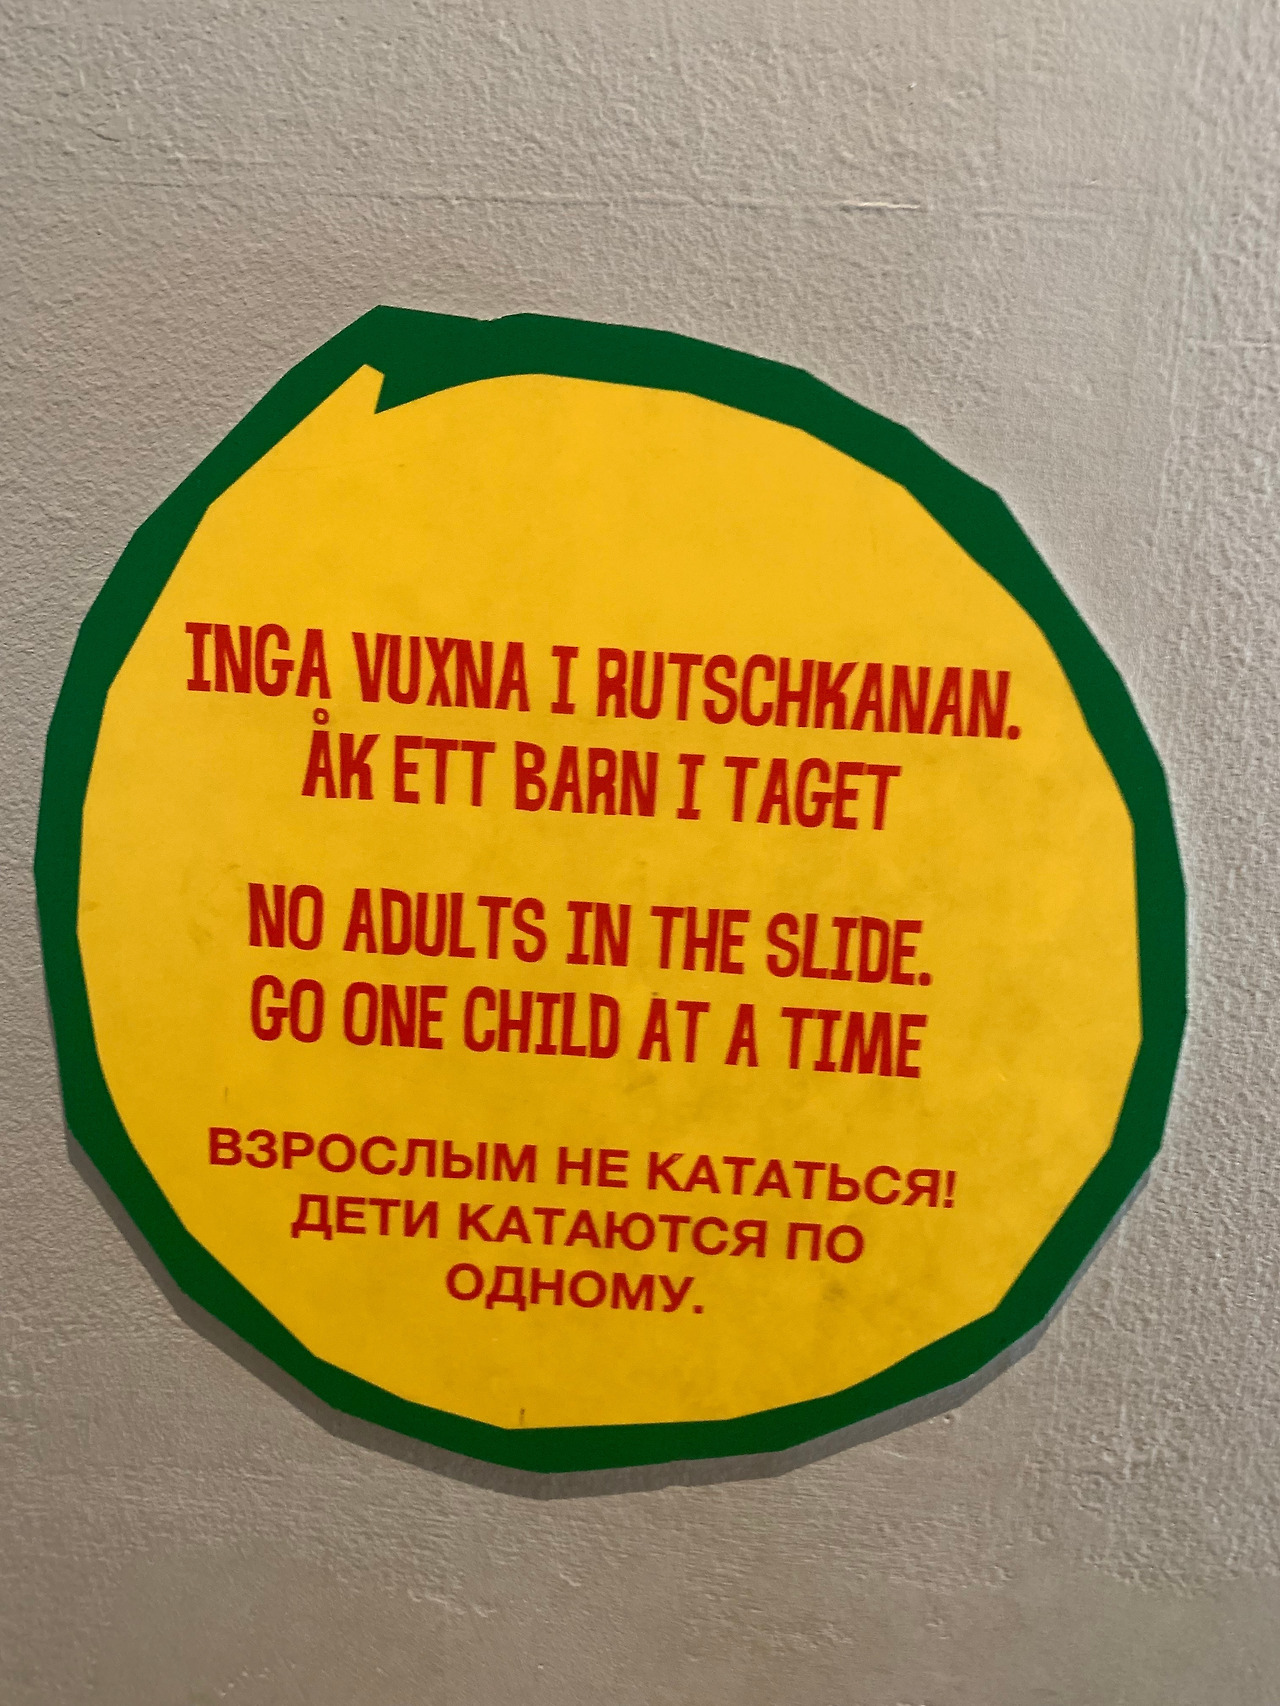 INGA VUXNA I RUTSCHKANAN.
ÅK ETT BARN I TAGET
NO ADULTS IN THE SLIDE.
GO ONE CHILD AT A TIME
ВЗРОСЛЫМ НЕ КАТАТЬСЯ!
ДЕТИ КАТАЮТСЯ ПО
ОДНОМУ.